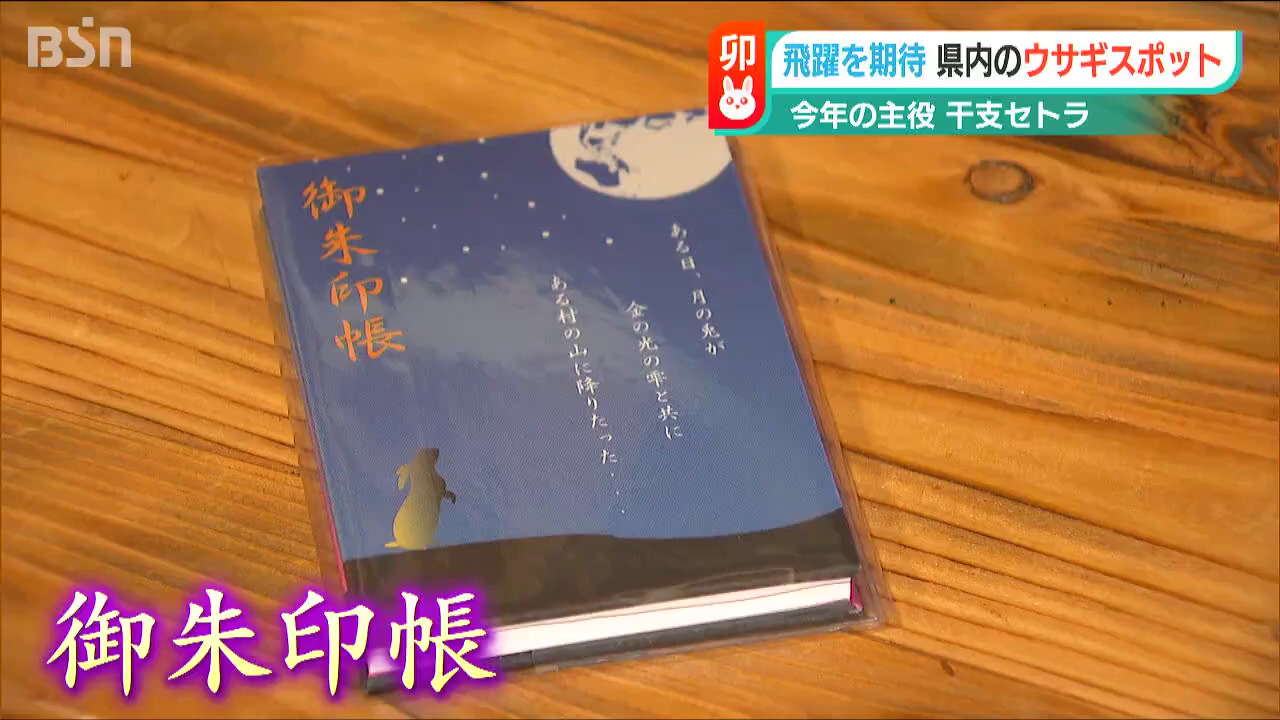 BSN
卯
飛躍を期待 県内のウサギスポット
今年の主役 干支セトラ
御朱印帳
ある日、月の兎が
金の光の雫と共に
ある村の山に降りたった....
御朱印帳